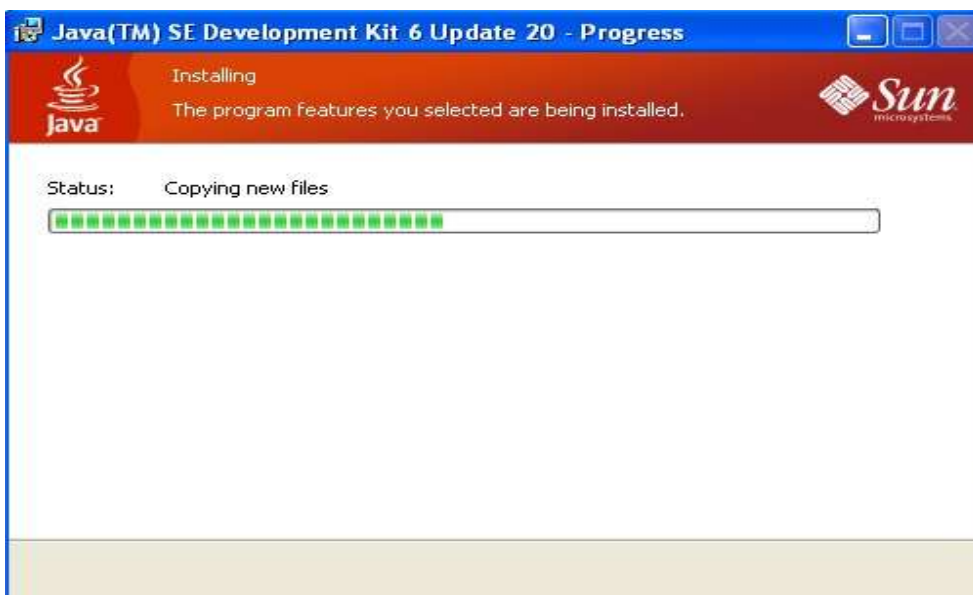 Java(TM) SE Development Kit 6 Update 20 - Progress
Installing
The program features you selected are being installed.
Java
Sun
microsystems
Status: Copying new files